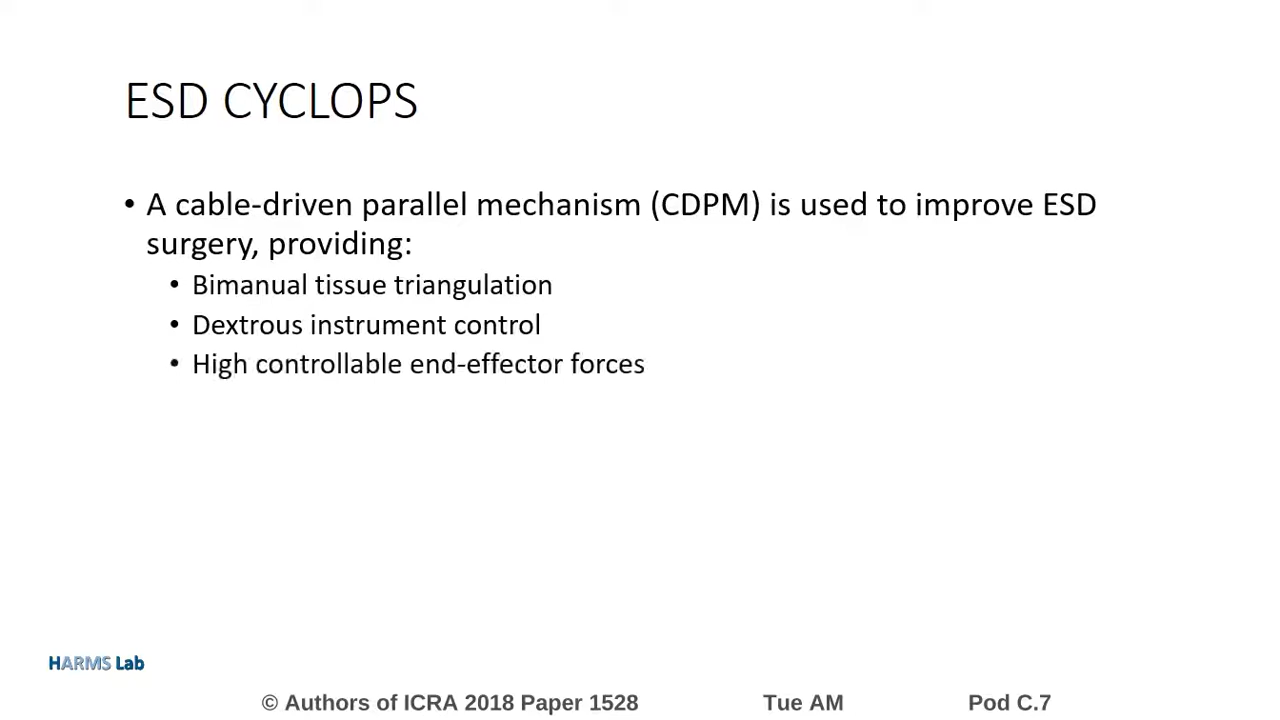 ESD CYCLOPS
• A cable-driven parallel mechanism (CDPM) is used to improve ESD
surgery, providing:
• Bimanual tissue triangulation
• Dextrous instrument control
• High controllable end-effector forces
HARMS Lab
© Authors of ICRA 2018 Paper 1528 Tue AM Pod C.7